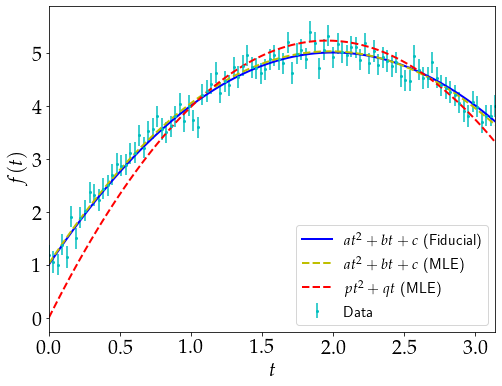 f(t)
5
4
3
2
1
0
at² + bt + c (Fiducial)
at² + bt + c (MLE)
pt² + qt (MLE)
Data
0.0 0.5 1.0 1.5 2.0 2.5 3.0
t